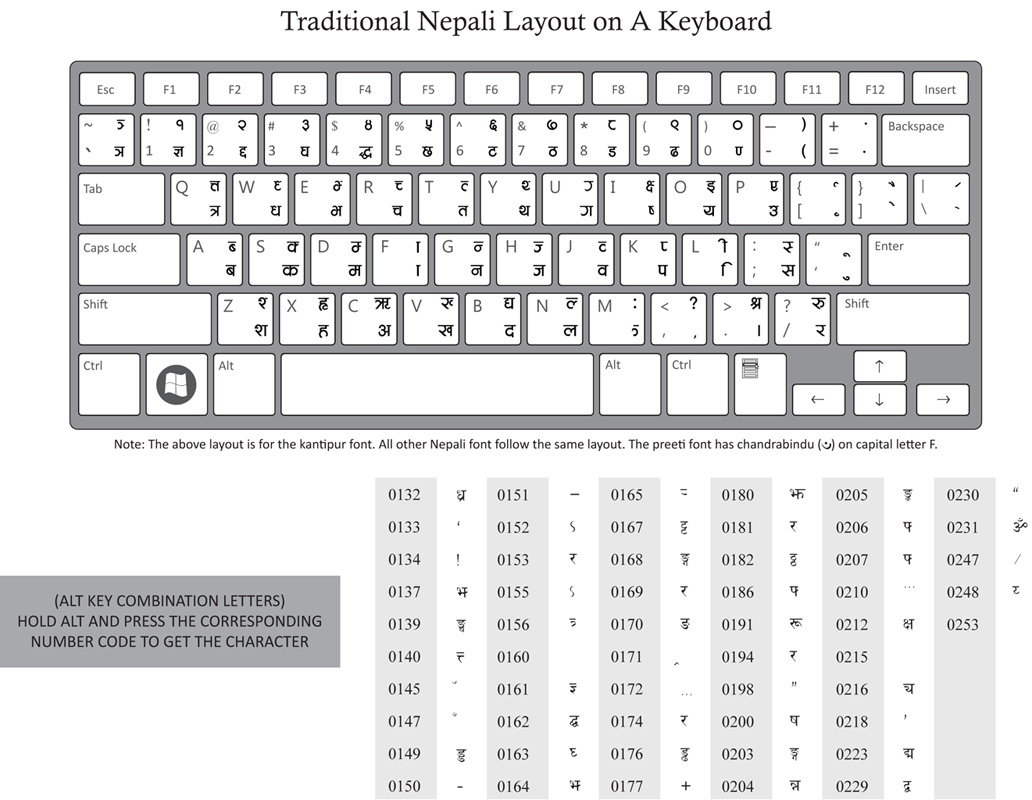 Traditional Nepali Layout on A Keyboard
Esc F1 F2 F3 F4 F5 F6 F7 F8 F9 F10 F11 F12 Insert
~ ! १ @ २ # ३ $ ४ % ५ ^ ६ & ७ * ८ ( ९ ) ० — ) + . Backspace
` ञ 1 ज्ञ 2 द्द 3 घ 4 द्ध 5 छ 6 ट 7 ठ 8 ड 9 ढ 0 ण - ( = .
Tab Q त्त W E R T Y U I क्ष O इ P ए { } |
त्र ध भ च त थ ग ष य उ [ ] \
Caps Lock A S D F ा G H J K L ी : " Enter
ब क म ा न ज व प ि ; स ' ु
Shift Z X हृ C ऋ V B द्य N M : < ? > श्र ? रु Shift
श ह अ ख द ल , , . । / र
Ctrl Alt Alt Ctrl ↑
← ↓ →
Note: The above layout is for the kantipur font. All other Nepali font follow the same layout. The preeti font has chandrabindu (ँ) on capital letter F.
0132 ध्र 0151 – 0165 0180 झ 0205 ङ्क 0230 “
0133 ‘ 0152 ऽ 0167 ट्ठ 0181 र 0206 फ 0231 ॐ
0134 ! 0153 र 0168 ङ्ग 0182 ठ्ठ 0207 फ 0247 /
0137 झ 0155 ऽ 0169 र 0186 फ 0210 ... 0248
(ALT KEY COMBINATION LETTERS)
HOLD ALT AND PRESS THE CORRESPONDING
NUMBER CODE TO GET THE CHARACTER
0139 0156 0170 ङ 0191 रू 0212 क्ष 0253
0140 0160 0171 0194 र 0215
0145 0161 0172 ... 0198 ” 0216
0147 0162 द्ध 0174 र 0200 ष 0218 ’
0149 0163 0176 0203 ङ्ग 0223 द्म
0150 - 0164 झ 0177 + 0204 न्न 0229 द्व